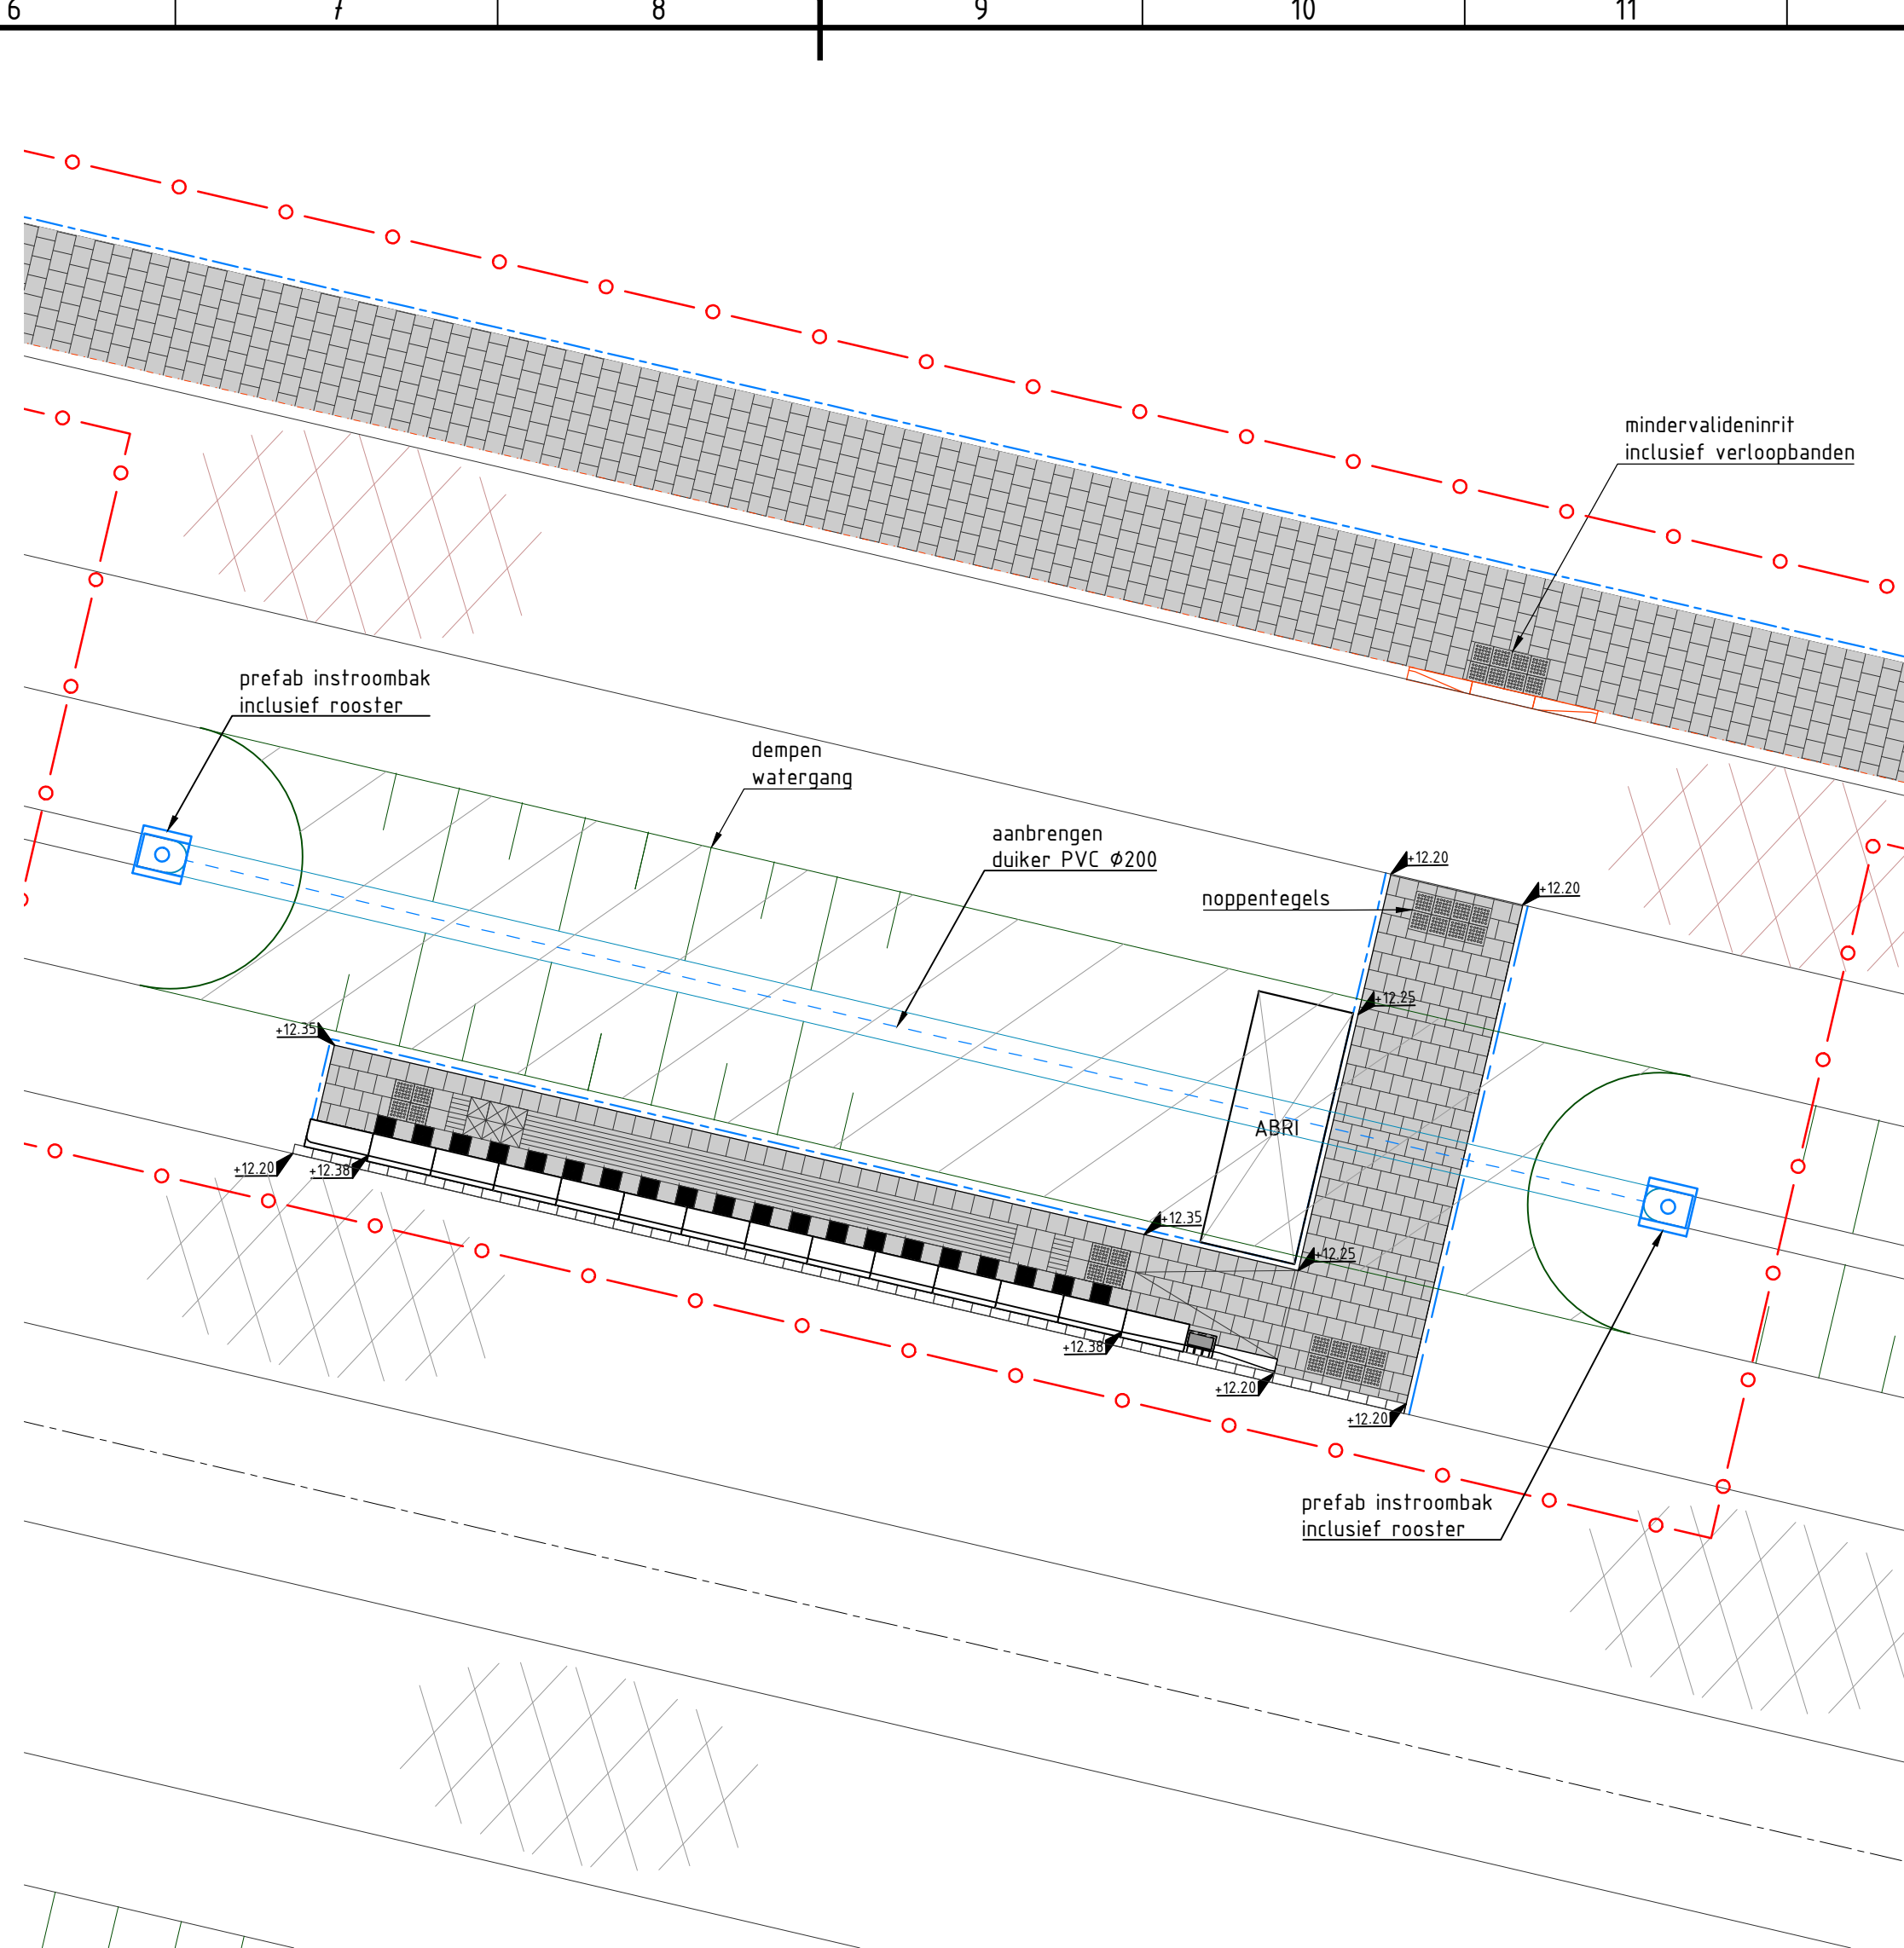 6
7
8
9
10
11
mindervalideninrit
inclusief verloopbanden
prefab instroombak
inclusief rooster
dempen
watergang
aanbrengen
duiker PVC Ø200
+12.20
noppentegels
+12.20
+12.25
+12.35
ABRI
+12.20
+12.38
+12.35
+12.25
+12.38
+12.20
+12.20
prefab instroombak
inclusief rooster